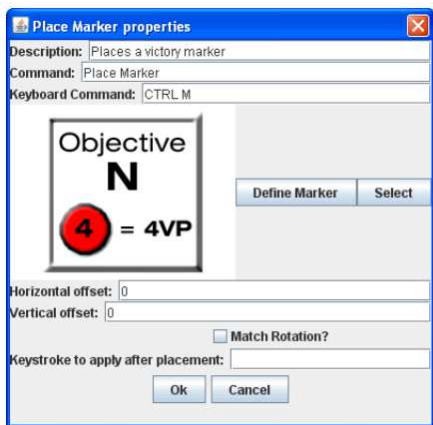 Place Marker properties
Description: Places a victory marker
Command: Place Marker
Keyboard Command: CTRL M
Objective
N
4 = 4VP
Define Marker Select
Horizontal offset: 0
Vertical offset: 0
Match Rotation?
Keystroke to apply after placement:
Ok Cancel